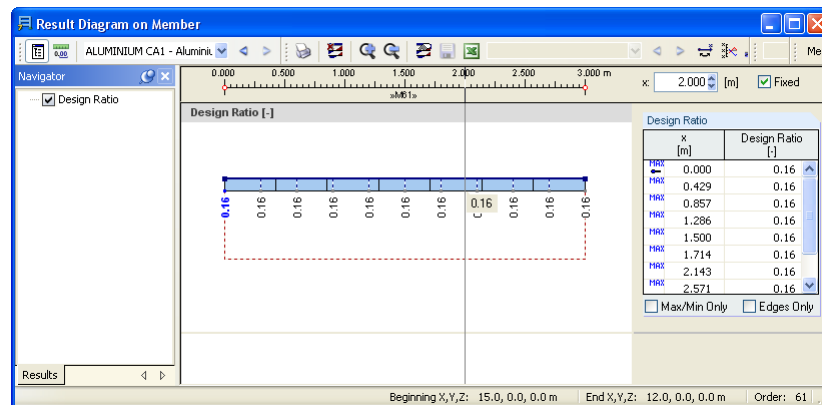 Result Diagram on Member
0,00 ALUMINIUM CA1 - Aluminiu Me
Navigator
Design Ratio
0.000 0.500 1.000 1.500 2.000 2.500 3.000 m
»M61»
x: 2.000 [m] Fixed
Design Ratio [-]
0.16 0.16 0.16 0.16 0.16 0.16 0.16 0.16 0.16 0.16
0.16
Design Ratio
x [m] Design Ratio [-]
MAX 0.000 0.16
MAX 0.429 0.16
MAX 0.857 0.16
MAX 1.286 0.16
MAX 1.500 0.16
MAX 1.714 0.16
MAX 2.143 0.16
MAX 2.571 0.16
Max/Min Only Edges Only
Results
Beginning X,Y,Z: 15.0, 0.0, 0.0 m End X,Y,Z: 12.0, 0.0, 0.0 m Order: 61